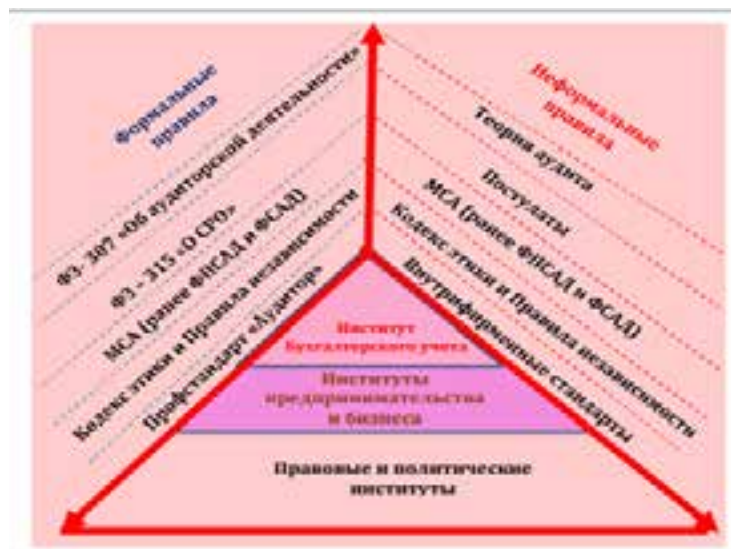 Формальные
правила
ФЗ- 307 «Об аудиторской деятельности»
ФЗ – 315 «О СРО»
МСА (ранее ФПСАД и ФСАД)
Кодекс этики и Правила независимости
Профстандарт «Аудитор»
Неформальные
правила
Теория аудита
Постулаты
МСА (ранее ФПСАД и ФСАД)
Кодекс этики и Правила независимости
Внутрифирменные стандарты
Институт
Бухгалтерского учета
Институты
предпринимательства
и бизнеса
Правовые и политические
институты